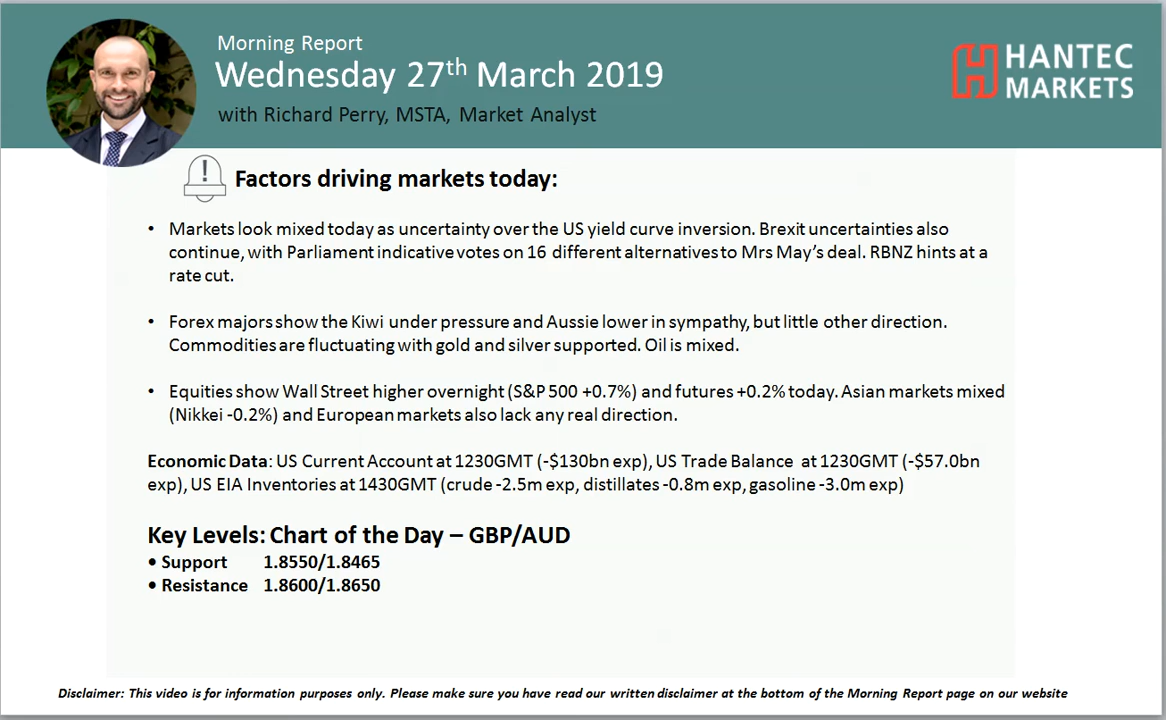 Morning Report
Wednesday 27th March 2019
with Richard Perry, MSTA, Market Analyst
HANTEC
MARKETS
!
Factors driving markets today:
• Markets look mixed today as uncertainty over the US yield curve inversion. Brexit uncertainties also
continue, with Parliament indicative votes on 16 different alternatives to Mrs May's deal. RBNZ hints at a
rate cut.
• Forex majors show the Kiwi under pressure and Aussie lower in sympathy, but little other direction.
Commodities are fluctuating with gold and silver supported. Oil is mixed.
• Equities show Wall Street higher overnight (S&P 500 +0.7%) and futures +0.2% today. Asian markets mixed
(Nikkei -0.2%) and European markets also lack any real direction.
Economic Data: US Current Account at 1230GMT (-$130bn exp), US Trade Balance at 1230GMT (-$57.0bn
exp), US EIA Inventories at 1430GMT (crude -2.5m exp, distillates -0.8m exp, gasoline -3.0m exp)
Key Levels: Chart of the Day – GBP/AUD
• Support 1.8550/1.8465
• Resistance 1.8600/1.8650
Disclaimer: This video is for information purposes only. Please make sure you have read our written disclaimer at the bottom of the Morning Report page on our website